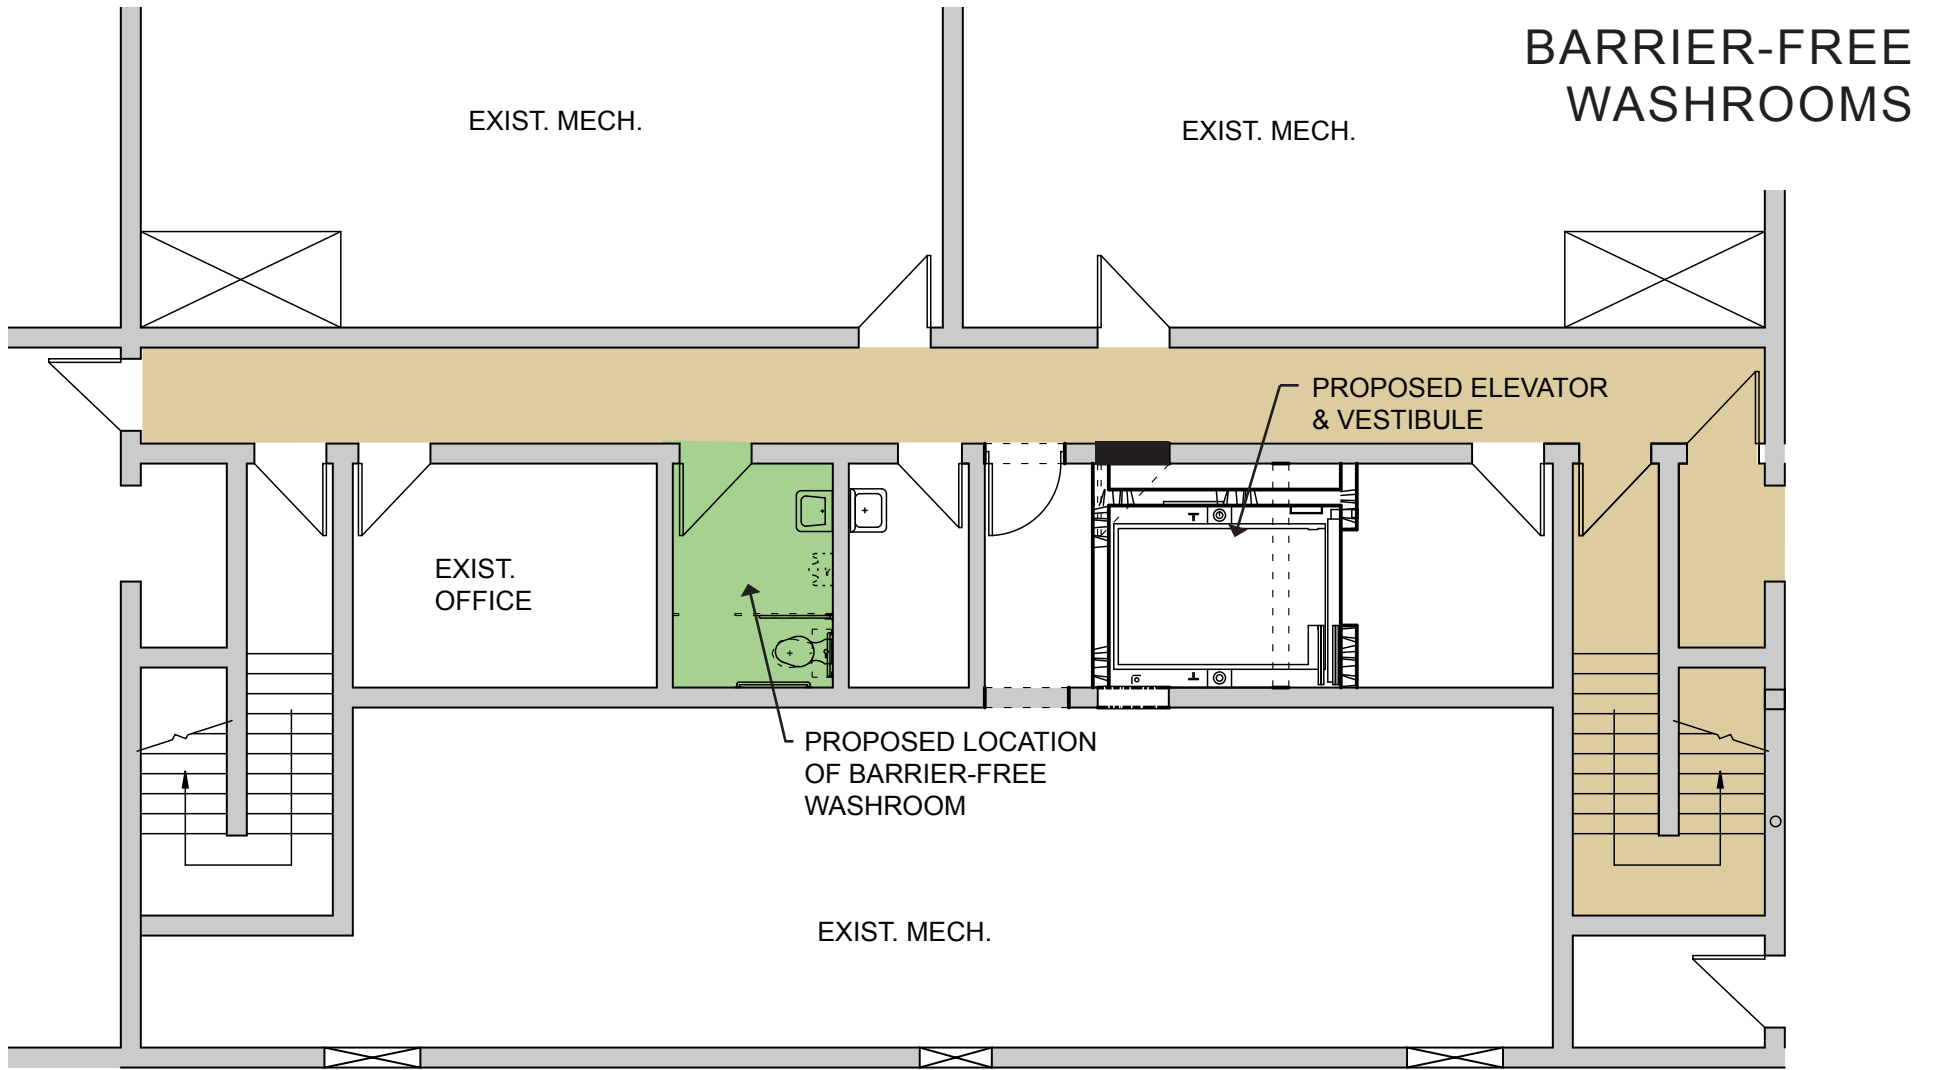 BARRIER-FREE
WASHROOMS
EXIST. MECH.
EXIST. MECH.
PROPOSED ELEVATOR
& VESTIBULE
EXIST.
OFFICE
PROPOSED LOCATION
OF BARRIER-FREE
WASHROOM
EXIST. MECH.